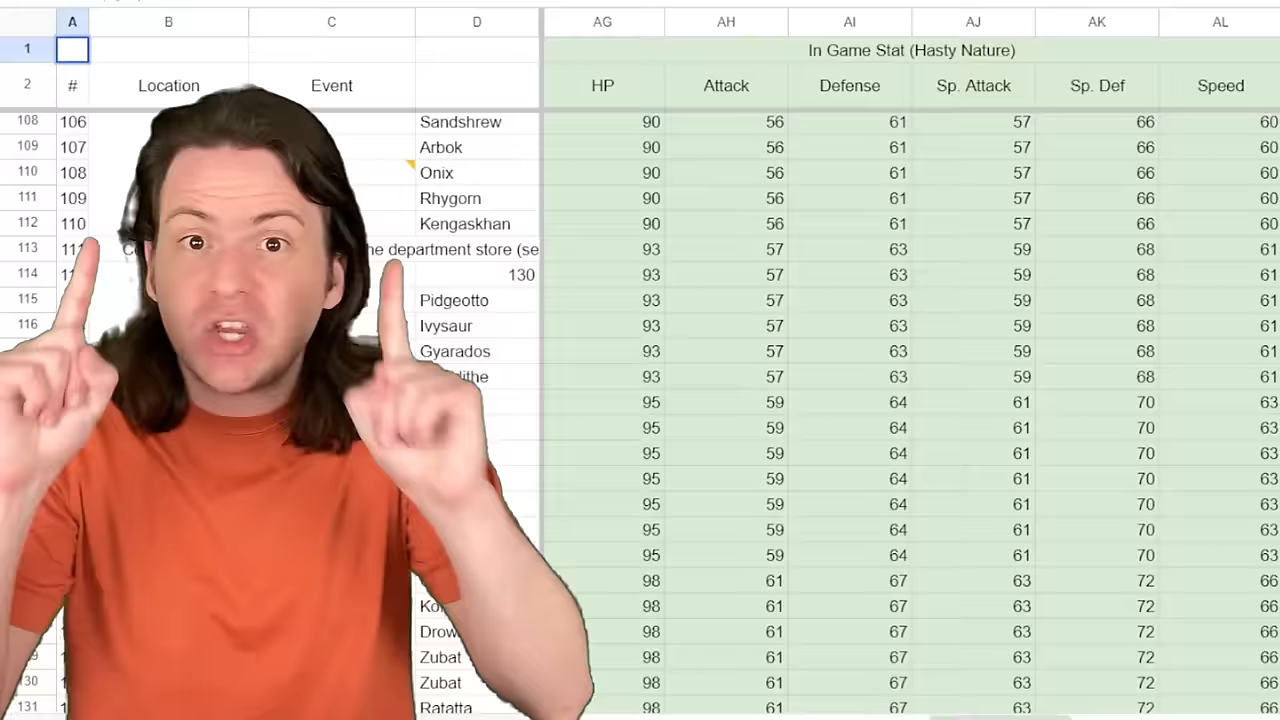 A B C D AG AH AI AJ AK AL
1 In Game Stat (Hasty Nature)
2 # Location Event HP Attack Defense Sp. Attack Sp. Def Speed
108 106 Sandshrew 90 56 61 57 66 60
109 107 Arbok 90 56 61 57 66 60
110 108 Onix 90 56 61 57 66 60
111 109 Rhygorn 90 56 61 57 66 60
112 110 Kengaskhan 90 56 61 57 66 60
113 he department store (se 93 57 63 59 68 61
114 130 93 57 63 59 68 61
115 Pidgeotto 93 57 63 59 68 61
116 Ivysaur 93 57 63 59 68 61
Gyarados 93 57 63 59 68 61
93 57 63 59 68 61
95 59 64 61 70 63
95 59 64 61 70 63
95 59 64 61 70 63
95 59 64 61 70 63
95 59 64 61 70 63
95 59 64 61 70 63
95 59 64 61 70 63
98 61 67 63 72 66
98 61 67 63 72 66
98 61 67 63 72 66
Zubat 98 61 67 63 72 66
Zubat 98 61 67 63 72 66
131 Ratatta 98 61 67 63 72 66